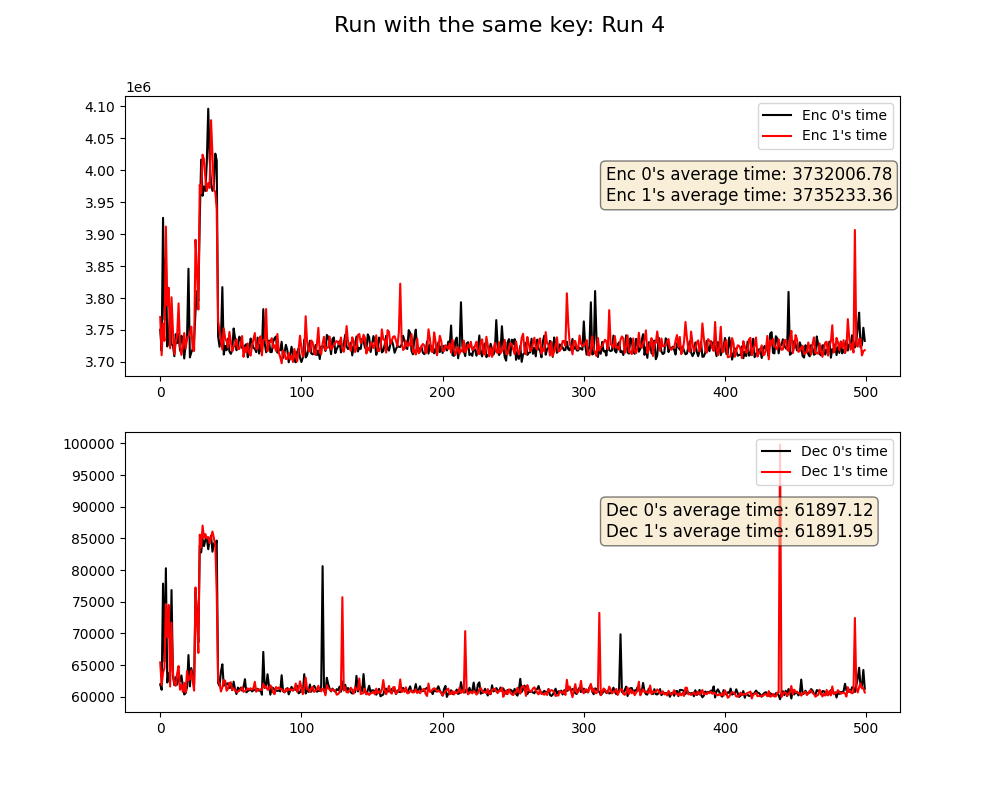 Run with the same key: Run 4
1e6
4.10
4.05
4.00
3.95
3.90
3.85
3.80
3.75
3.70
Enc 0's time
Enc 1's time
Enc 0's average time: 3732006.78
Enc 1's average time: 3735233.36
0 100 200 300 400 500
100000
95000
90000
85000
80000
75000
70000
65000
60000
Dec 0's time
Dec 1's time
Dec 0's average time: 61897.12
Dec 1's average time: 61891.95
0 100 200 300 400 500